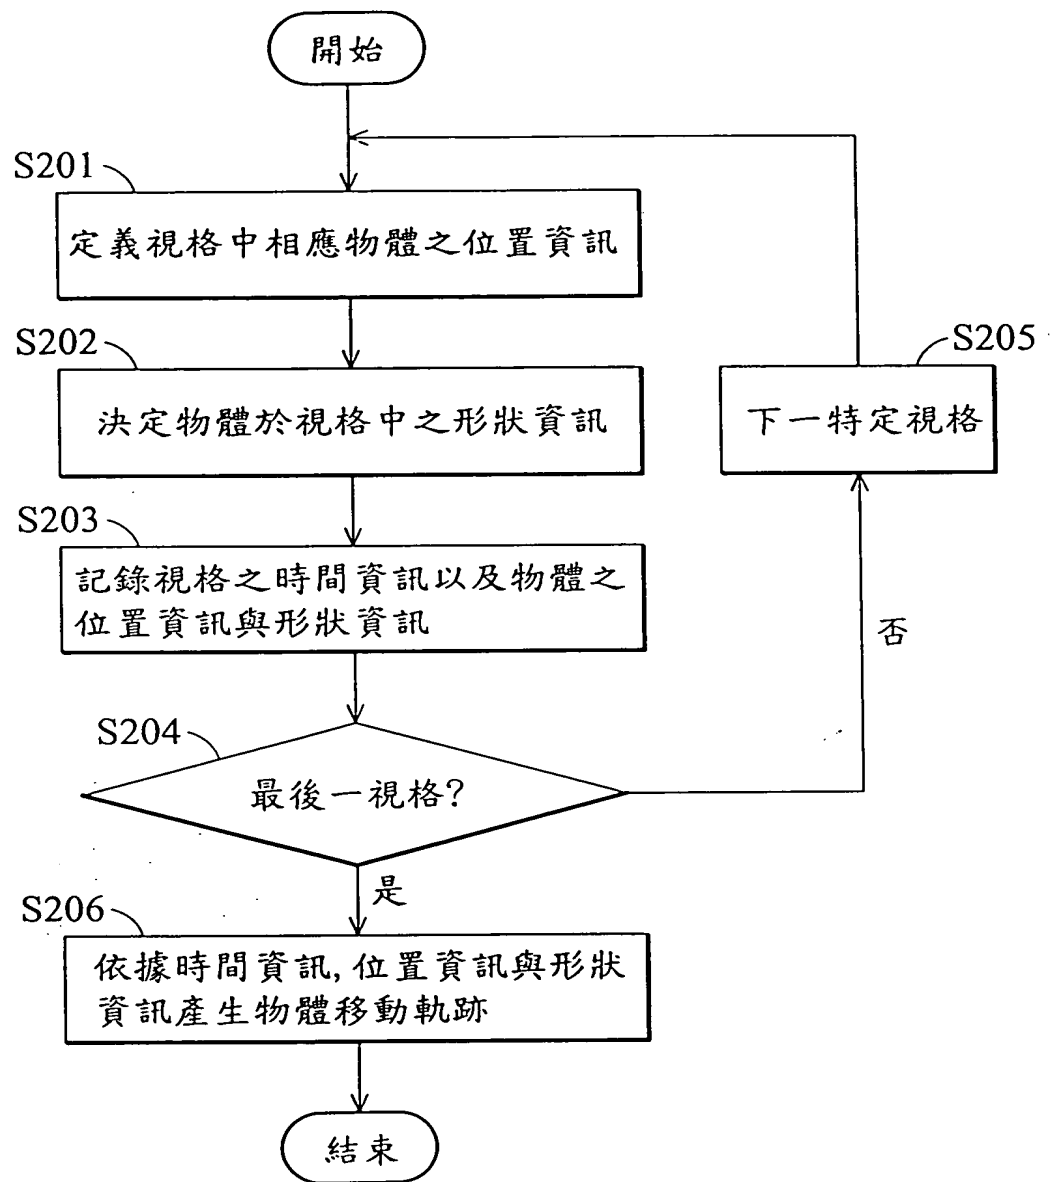 開始
S201
定義視格中相應物體之位置資訊
S202
決定物體於視格中之形狀資訊
S205
下一特定視格
S203
記錄視格之時間資訊以及物體之
位置資訊與形狀資訊
否
S204
最後一視格?
是
S206
依據時間資訊,位置資訊與形狀
資訊產生物體移動軌跡
結束